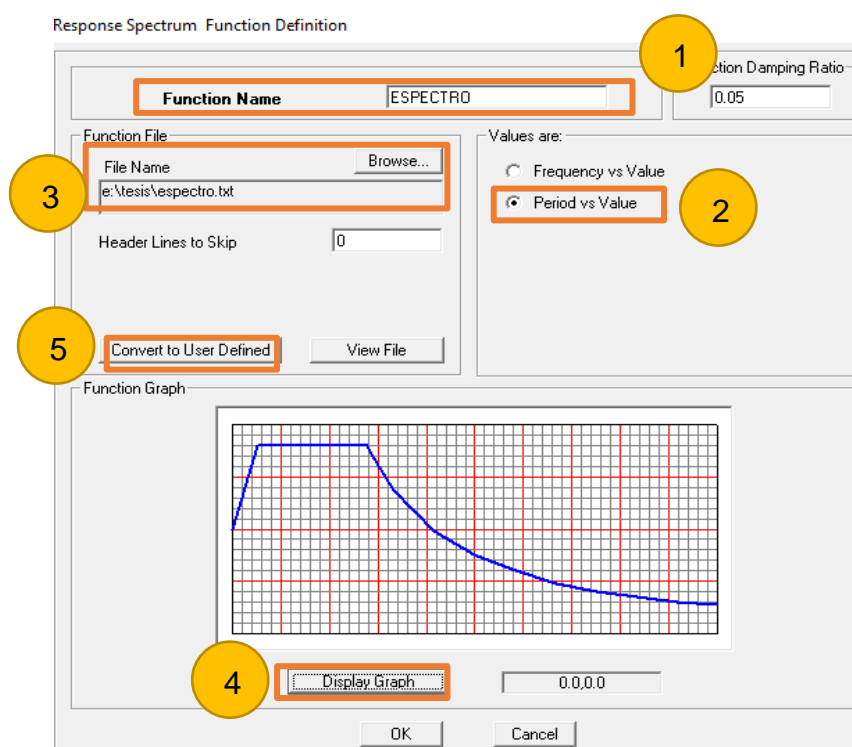 Response Spectrum Function Definition
1
ction Damping Ratio
Function Name ESPECTRO 0.05
Function File
Values are:
File Name Browse...
Frequency vs Value
3
e:\tesis\espectro.txt
Period vs Value
2
Header Lines to Skip 0
5
Convert to User Defined View File
Function Graph
4
Display Graph 0.0,0.0
OK Cancel